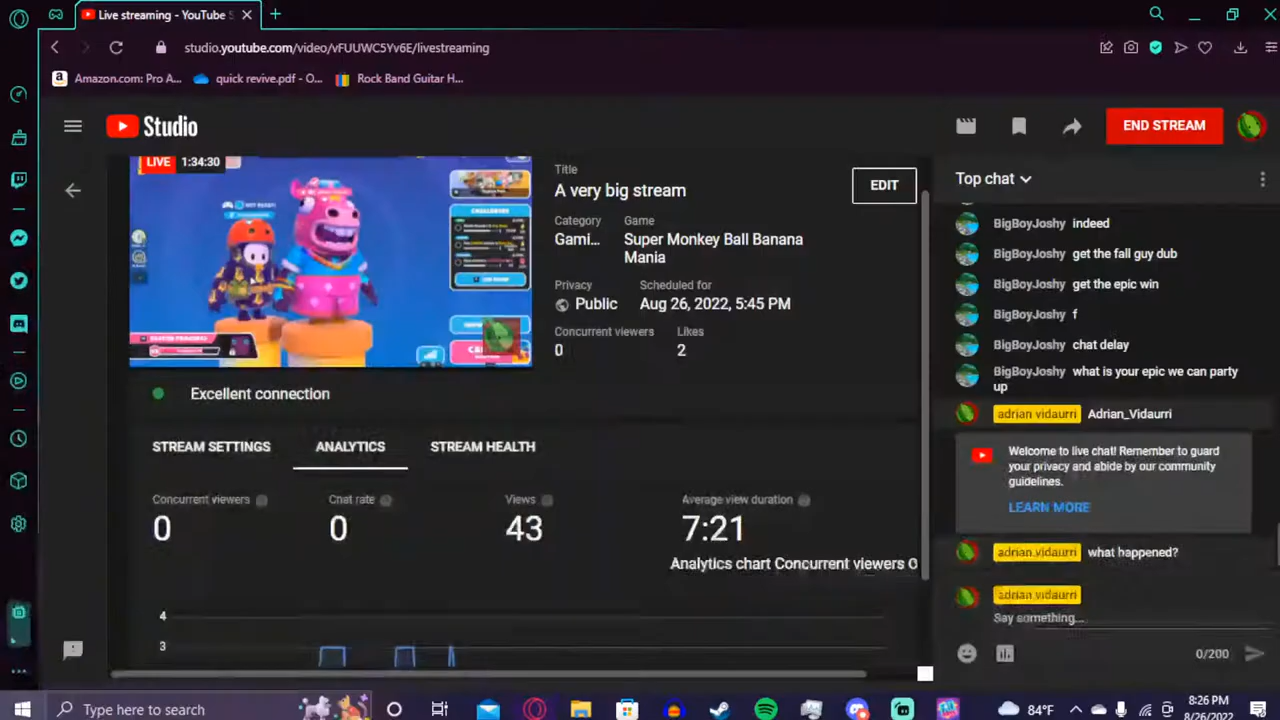 Live streaming - YouTube S
studio.youtube.com/video/vFUUWC5Yv6E/livestreaming
Amazon.com: Pro A...
quick revive.pdf - O...
Rock Band Guitar H...
Studio
END STREAM
LIVE 1:34:30
Title
A very big stream
EDIT
Category
Gami...
Game
Super Monkey Ball Banana
Mania
Privacy
Public
Scheduled for
Aug 26, 2022, 5:45 PM
Concurrent viewers
0
Likes
2
Excellent connection
STREAM SETTINGS
ANALYTICS
STREAM HEALTH
Concurrent viewers
0
Chat rate
0
Views
43
Average view duration
7:21
Analytics chart Concurrent viewers 0
4
3
Top chat
BigBoyJoshy indeed
BigBoyJoshy get the fall guy dub
BigBoyJoshy get the epic win
BigBoyJoshy f
BigBoyJoshy chat delay
BigBoyJoshy what is your epic we can party
up
adrian vidaurri Adrian_Vidaurri
Welcome to live chat! Remember to guard
your privacy and abide by our community
guidelines.
LEARN MORE
adrian vidaurri what happened?
adrian vidaurri
Say something...
0/200
Type here to search
84°F
8:26 PM
8/26/2022